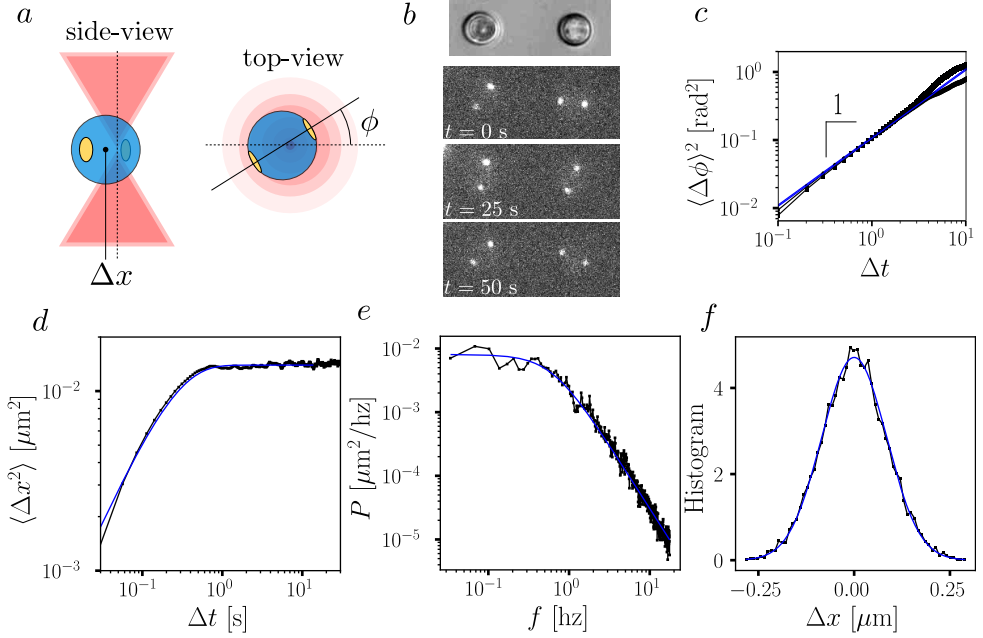 a
side-view
top-view
ϕ
Δx
b
t = 0 s
t = 25 s
t = 50 s
c
⟨Δϕ⟩² [rad²]
10⁰
10⁻¹
10⁻²
1
10⁻¹
10⁰
10¹
Δt
d
⟨Δx²⟩ [μm²]
10⁻²
10⁻³
10⁻¹
10⁰
10¹
Δt [s]
e
P [μm²/hz]
10⁻²
10⁻³
10⁻⁴
10⁻⁵
10⁻¹
10⁰
10¹
f [hz]
f
Histogram
4
2
0
−0.25
0.00
0.25
Δx [μm]